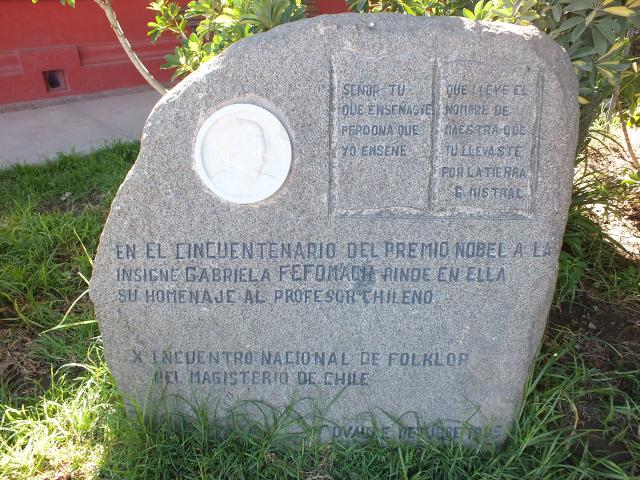 SEÑOR TU
QUE ENSEÑASTE
PERDONA QUE
YO ENSEÑE
QUE LLEVE EL
NOMBRE DE
MAESTRA QUE
TU LLEVASTE
POR LA TIERRA
G. MISTRAL
EN EL CINCUENTENARIO DEL PREMIO NOBEL A LA
INSIGNE GABRIELA FEFOMACH RINDE EN ELLA
SU HOMENAJE AL PROFESOR CHILENO
X ENCUENTRO NACIONAL DE FOLKLOR
DEL MAGISTERIO DE CHILE
OVALLE